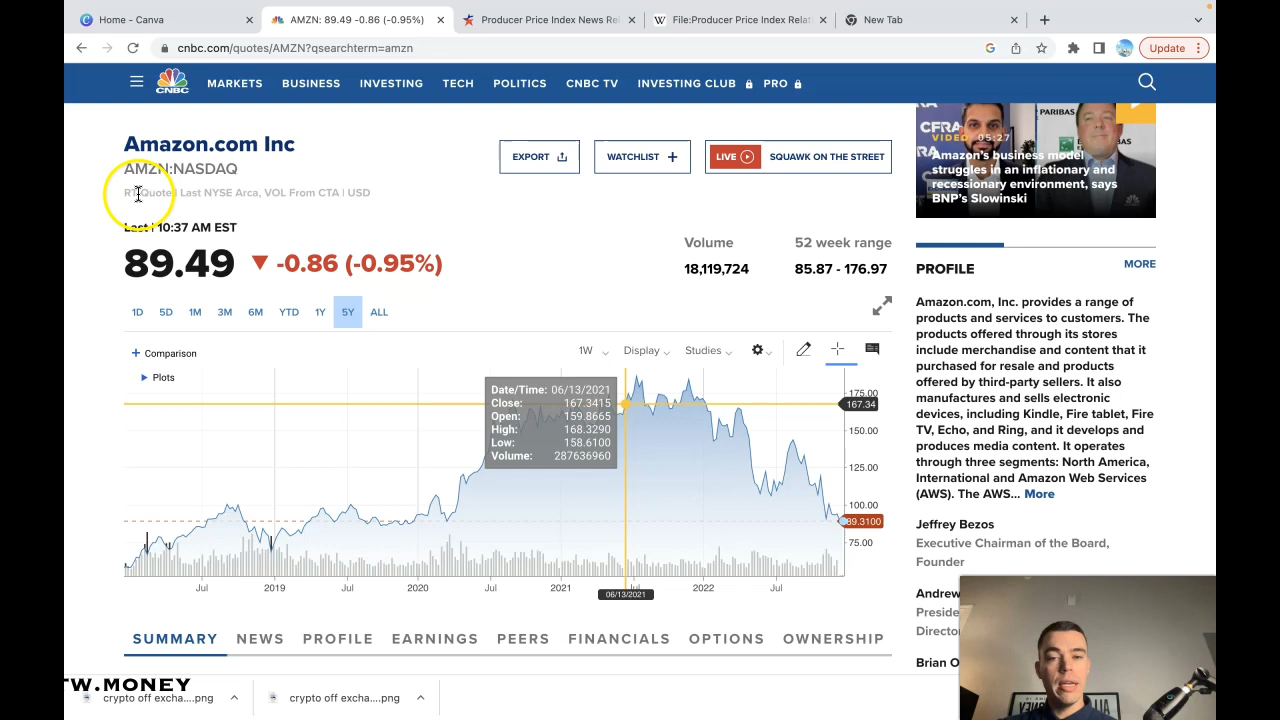 Home - Canva
AMZN: 89.49 -0.86 (-0.95%)
Producer Price Index News Rel
File:Producer Price Index Relat
New Tab
cnbc.com/quotes/AMZN?qsearchterm=amzn
Update
CNBC
MARKETS BUSINESS INVESTING TECH POLITICS CNBC TV INVESTING CLUB PRO
Amazon.com Inc
AMZN:NASDAQ
RT Quote | Last NYSE Arca, VOL From CTA | USD
EXPORT
WATCHLIST +
LIVE SQUAWK ON THE STREET
Last | 10:37 AM EST
89.49 -0.86 (-0.95%)
Volume
18,119,724
52 week range
85.87 - 176.97
1D 5D 1M 3M 6M YTD 1Y 5Y ALL
+ Comparison
1W Display Studies
Plots
Date/Time: 06/13/2021
Close: 167.3415
Open: 159.8665
High: 168.3290
Low: 158.6100
Volume: 287636960
175.00
167.34
150.00
125.00
100.00
89.3100
75.00
Jul 2019 Jul 2020 Jul 2021 Jul 2022 Jul
06/13/2021
SUMMARY NEWS PROFILE EARNINGS PEERS FINANCIALS OPTIONS OWNERSHIP
CFRA
PARIBAS
VIDEO 05:27
Amazon's business model
struggles in an inflationary and
recessionary environment, says
BNP's Slowinski
PROFILE
MORE
Amazon.com, Inc. provides a range of
products and services to customers. The
products offered through its stores
include merchandise and content that it
purchased for resale and products
offered by third-party sellers. It also
manufactures and sells electronic
devices, including Kindle, Fire tablet, Fire
TV, Echo, and Ring, and it develops and
produces media content. It operates
through three segments: North America,
International and Amazon Web Services
(AWS). The AWS... More
Jeffrey Bezos
Executive Chairman of the Board,
Founder
Andrew
Preside
Directo
Brian O
TW.MONEY
crypto off excha....png
crypto off excha....png